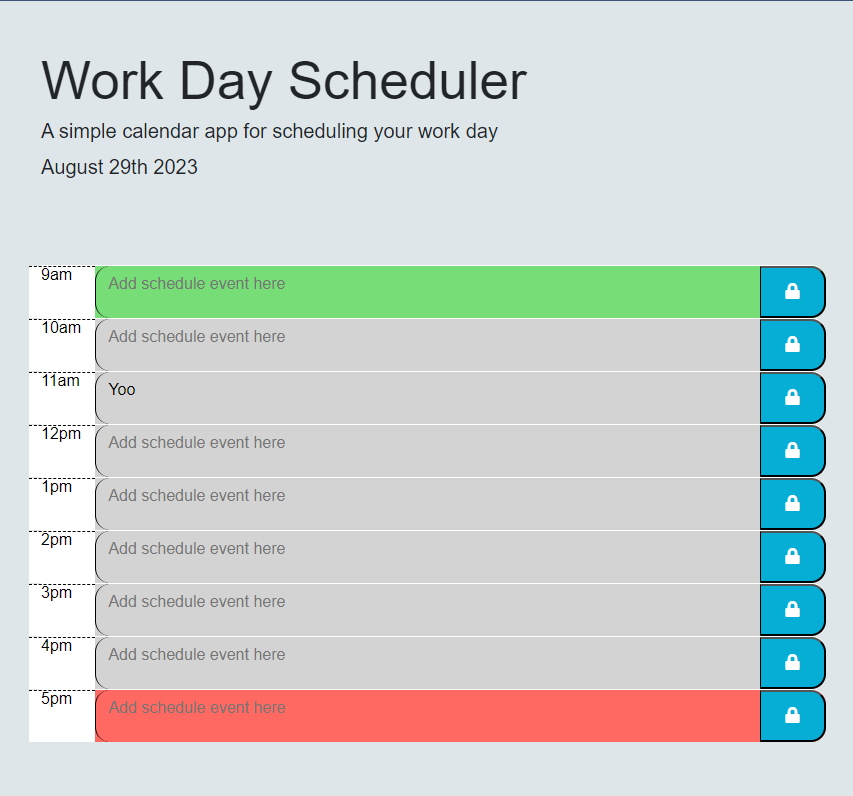 Work Day Scheduler
A simple calendar app for scheduling your work day
August 29th 2023
9am Add schedule event here
10am Add schedule event here
11am Yoo
12pm Add schedule event here
1pm Add schedule event here
2pm Add schedule event here
3pm Add schedule event here
4pm Add schedule event here
5pm Add schedule event here